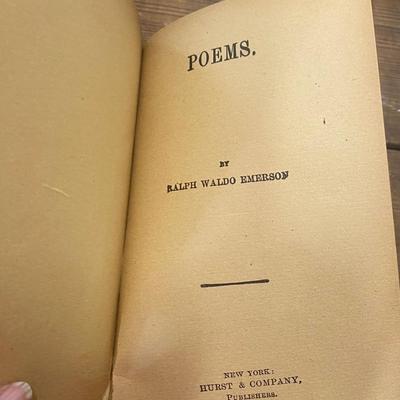 POEMS.
BY
RALPH WALDO EMERSON
NEW YORK:
HURST & COMPANY,
PUBLISHERS.